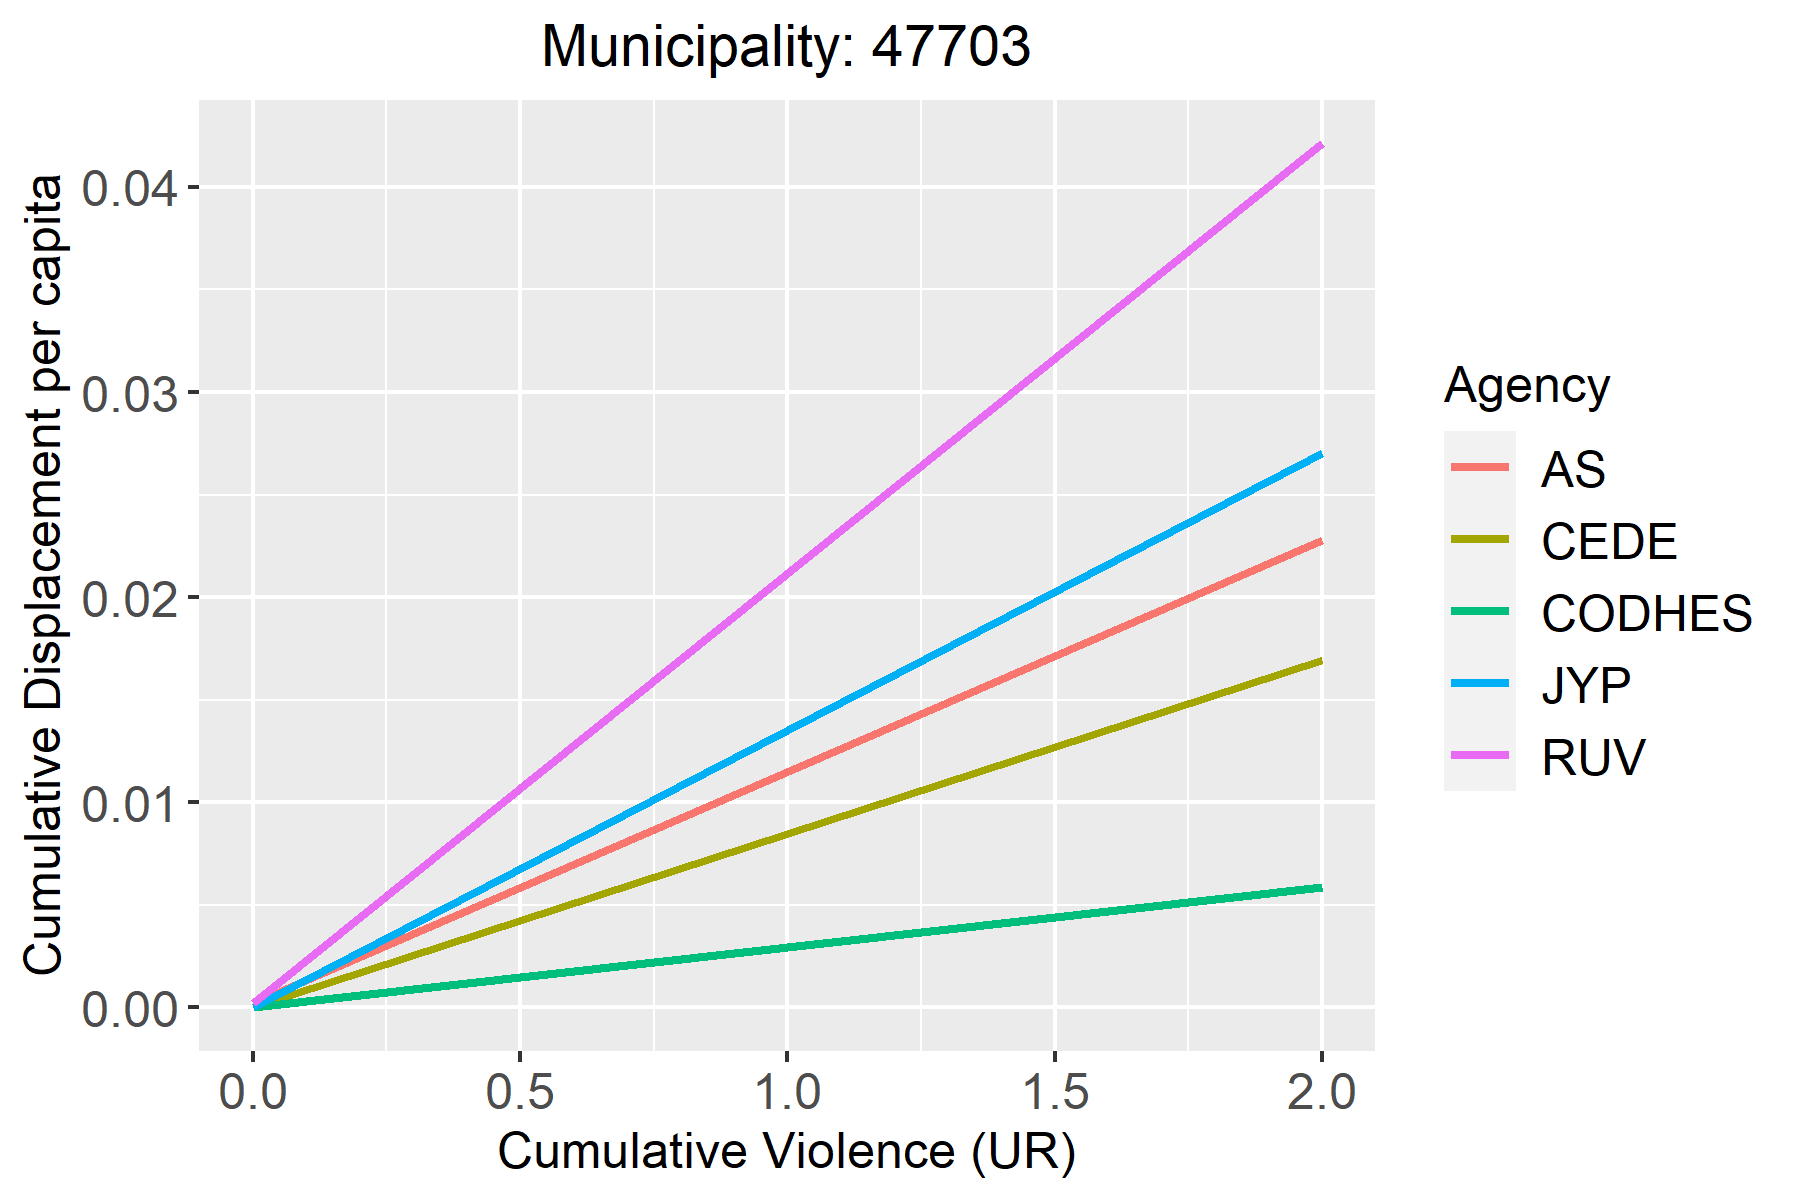 Municipality: 47703
Cumulative Displacement per capita
0.04
0.03
0.02
0.01
0.00
0.0 0.5 1.0 1.5 2.0
Cumulative Violence (UR)
Agency
AS
CEDE
CODHES
JYP
RUV